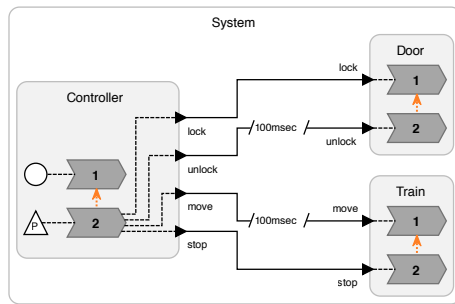 System
Door
lock
1
Controller
lock
2
100msec
unlock
unlock
1
move
Train
move
1
2
P
100msec
stop
2
stop